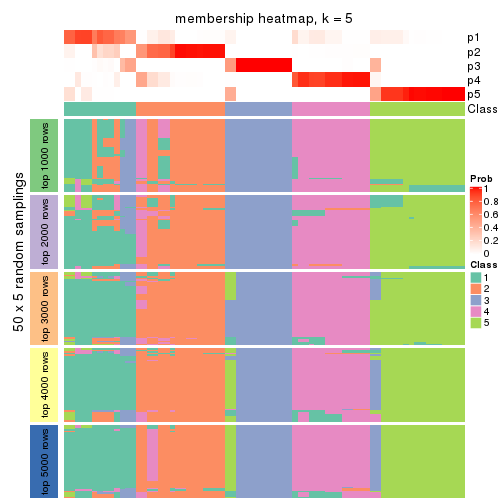 membership heatmap, k = 5
p1
p2
p3
p4
p5
Class
50 x 5 random samplings
top 1000 rows
top 2000 rows
top 3000 rows
top 4000 rows
top 5000 rows
Prob
1
0.8
0.6
0.4
0.2
0
Class
1
2
3
4
5